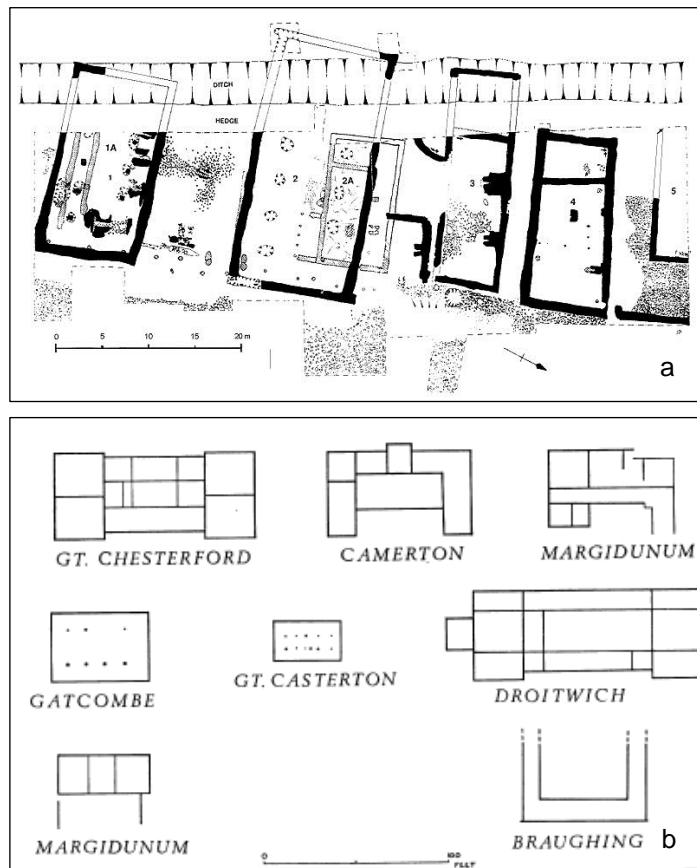 DITCH
HEDGE
1A
1
2
2A
3
4
5
0 5 10 15 20 m
a
GT. CHESTERFORD
CAMERTON
MARGIDUNUM
GATCOMBE
GT. CASTERTON
DROITWICH
MARGIDUNUM
BRAUGHING
0 100
b